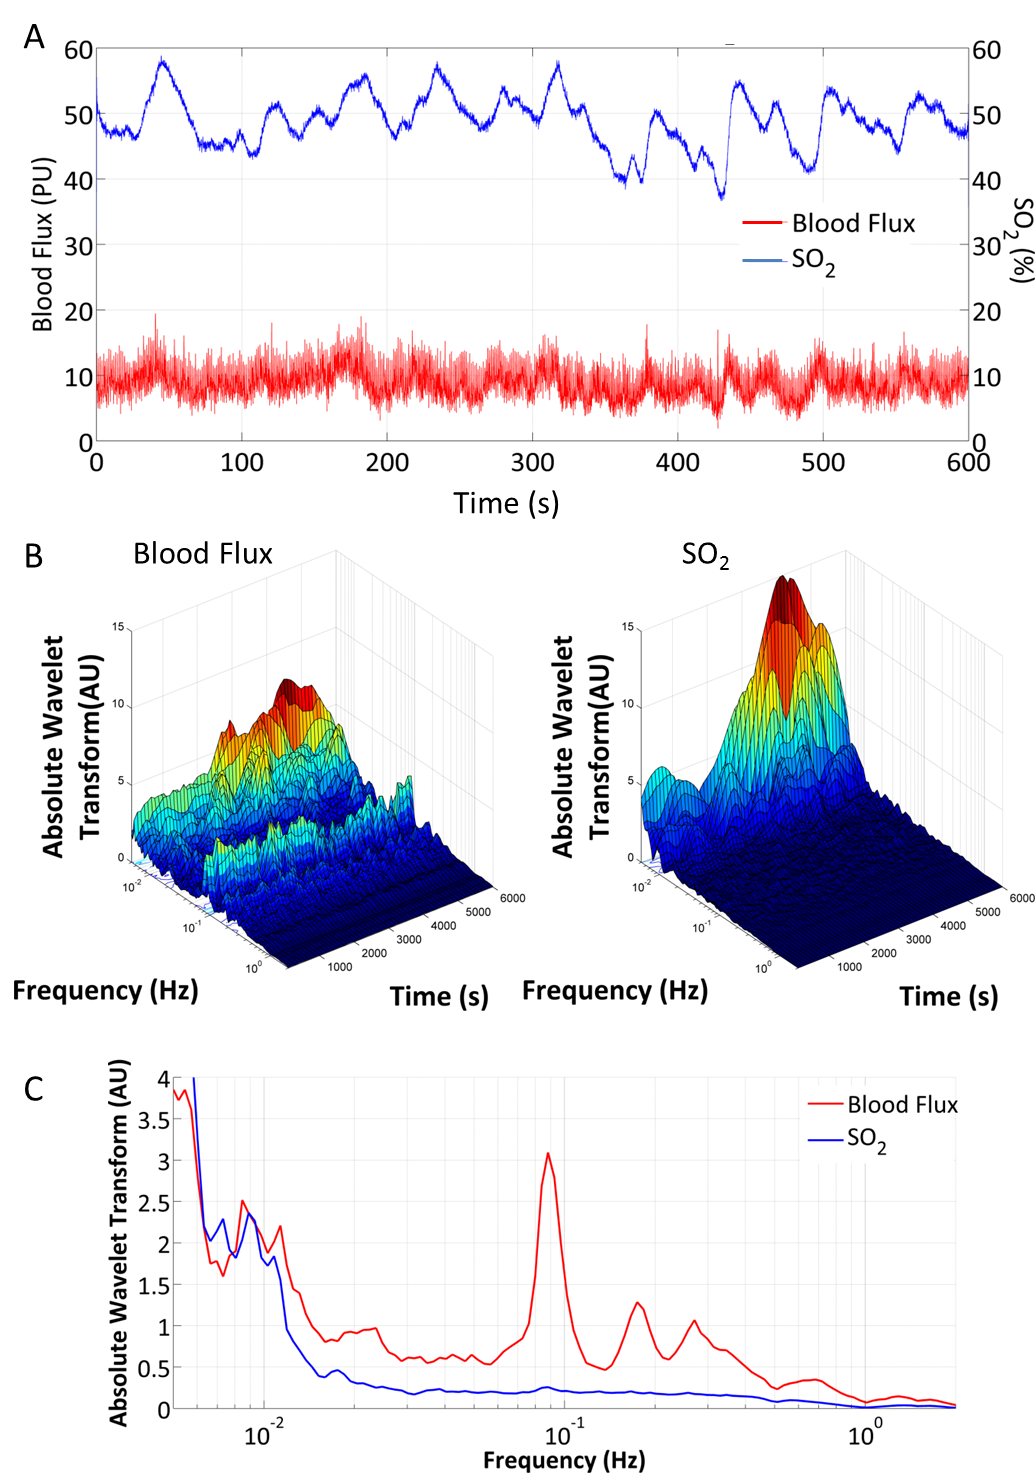 A
60
50
40
30
20
10
0
Blood Flux (PU)
60
50
40
30
20
10
0
SO2 (%)
Blood Flux
SO2
0 100 200 300 400 500 600
Time (s)
B
Blood Flux
SO2
Absolute Wavelet
Transform(AU)
15
10
5
0
10-2
10-1
100
1000
2000
3000
4000
5000
6000
Frequency (Hz)
Time (s)
Absolute Wavelet
Transform(AU)
15
10
5
0
10-2
10-1
100
1000
2000
3000
4000
5000
6000
Frequency (Hz)
Time (s)
C
Absolute Wavelet Transform (AU)
4
3.5
3
2.5
2
1.5
1
0.5
0
Blood Flux
SO2
10-2 10-1 100
Frequency (Hz)